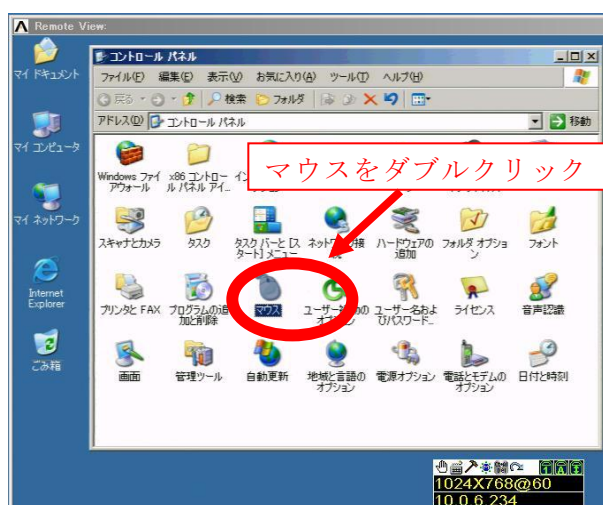 Remote View:
マイ ドキュメント
マイ コンピュータ
マイ ネットワーク
Internet
Explorer
ごみ箱
コントロール パネル
ファイル(F) 編集(E) 表示(V) お気に入り(A) ツール(T) ヘルプ(H)
戻る 検索 フォルダ
アドレス(D) コントロール パネル 移動
Windows ファイ
アウォール
x86 コントロー
ル パネル アイ...
マウスをダブルクリック
スキャナとカメラ
タスク
タスク バーと [ス
タート] メニュー
ハードウェアの
追加
フォルダ オプショ
ン
フォント
プリンタと FAX
プログラムの追
加と削除
マウス
ユーザー名およ
びパスワード...
ライセンス
音声認識
画面
管理ツール
自動更新
地域と言語の
オプション
電源オプション
電話とモデムの
オプション
日付と時刻
1024X768@60
10.0.6.234